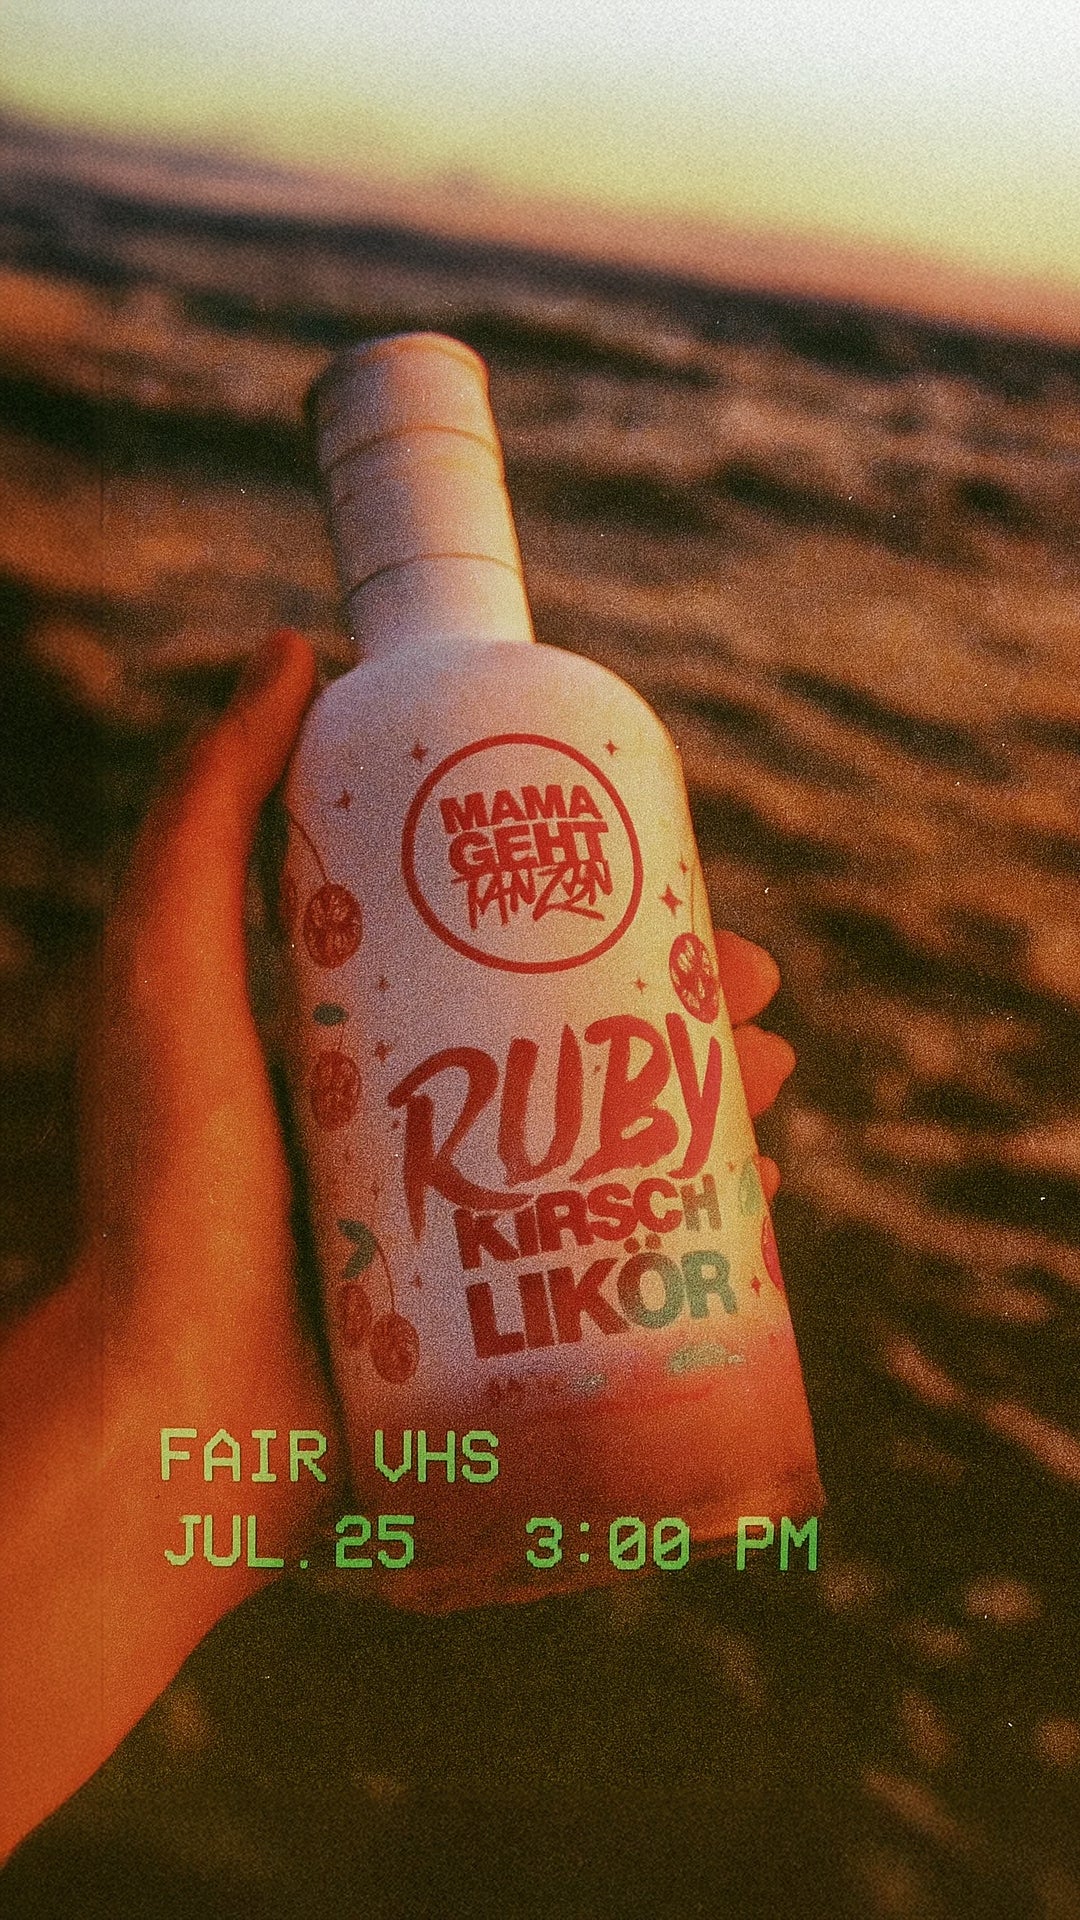 MAMA
GEHT
TANZEN
RUBY
KIRSCH
LIKÖR
FAIR VHS
JUL.25 3:00 PM